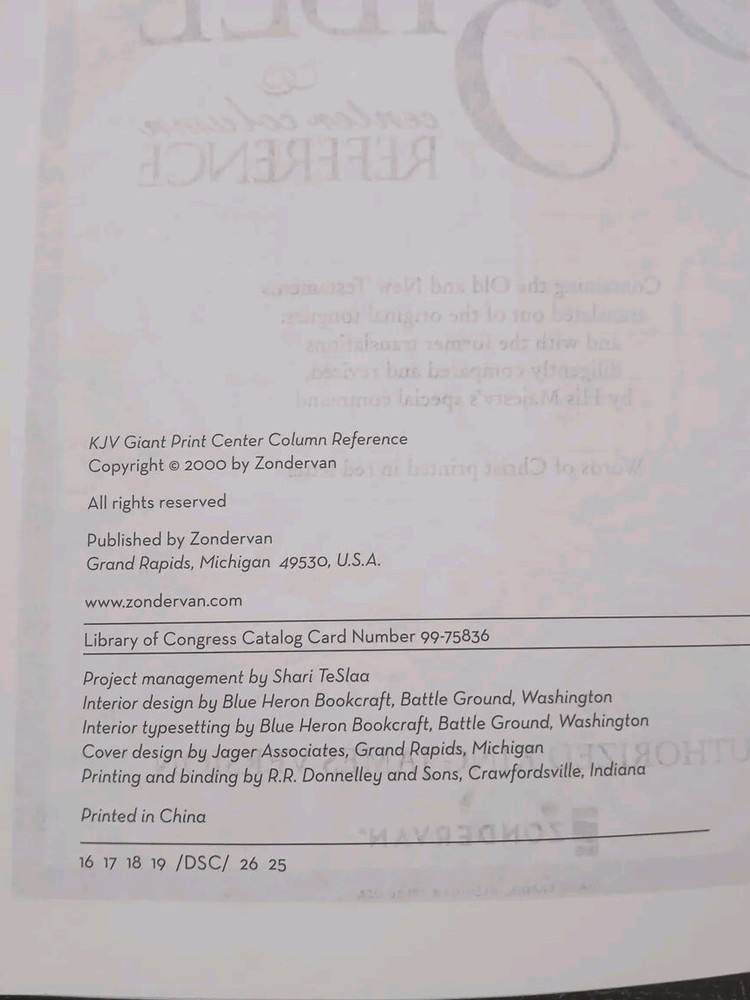 KJV Giant Print Center Column Reference
Copyright © 2000 by Zondervan
All rights reserved
Published by Zondervan
Grand Rapids, Michigan 49530, U.S.A.
www.zondervan.com
Library of Congress Catalog Card Number 99-75836
Project management by Shari TeSlaa
Interior design by Blue Heron Bookcraft, Battle Ground, Washington
Interior typesetting by Blue Heron Bookcraft, Battle Ground, Washington
Cover design by Jager Associates, Grand Rapids, Michigan
Printing and binding by R.R. Donnelley and Sons, Crawfordsville, Indiana
Printed in China
16 17 18 19 /DSC/ 26 25